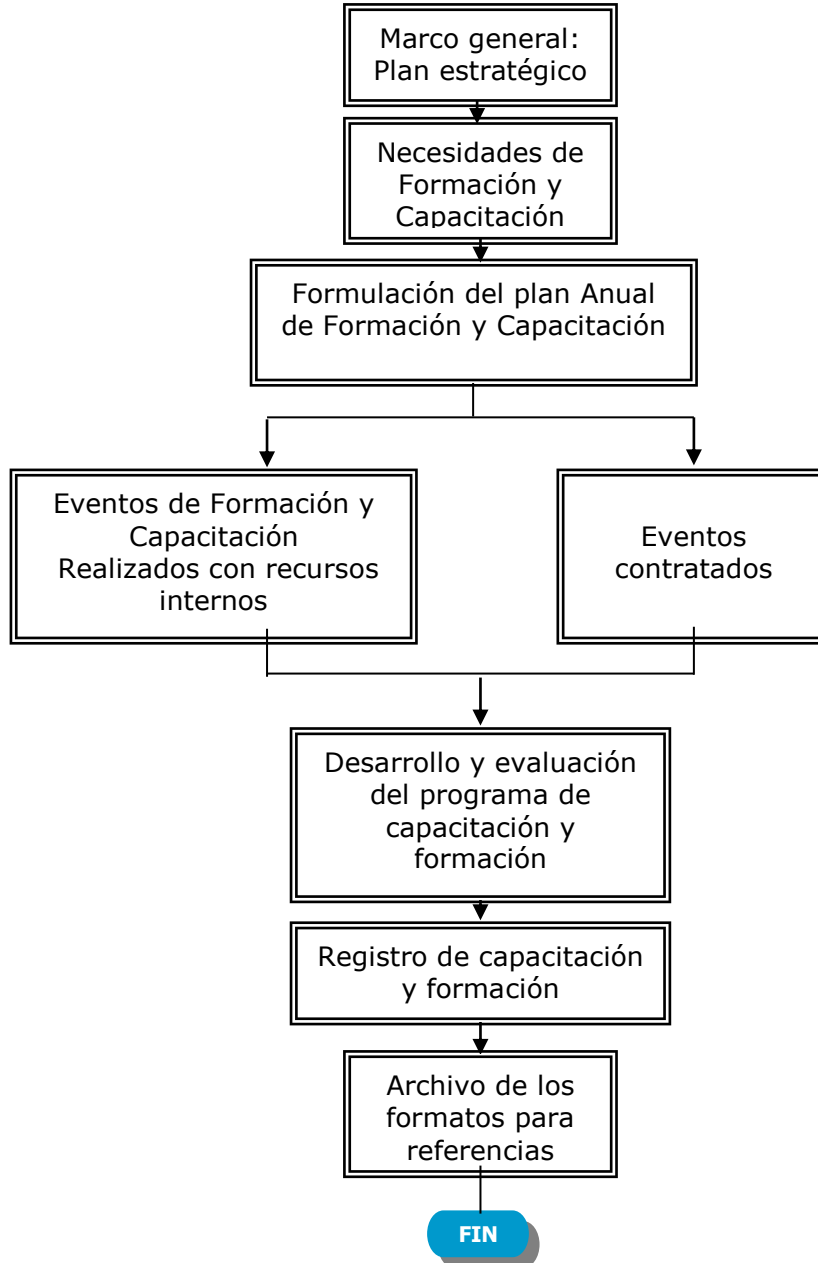 Marco general:
Plan estratégico
Necesidades de
Formación y
Capacitación
Formulación del plan Anual
de Formación y Capacitación
Eventos de Formación y
Capacitación
Realizados con recursos
internos
Eventos
contratados
Desarrollo y evaluación
del programa de
capacitación y
formación
Registro de capacitación
y formación
Archivo de los
formatos para
referencias
FIN